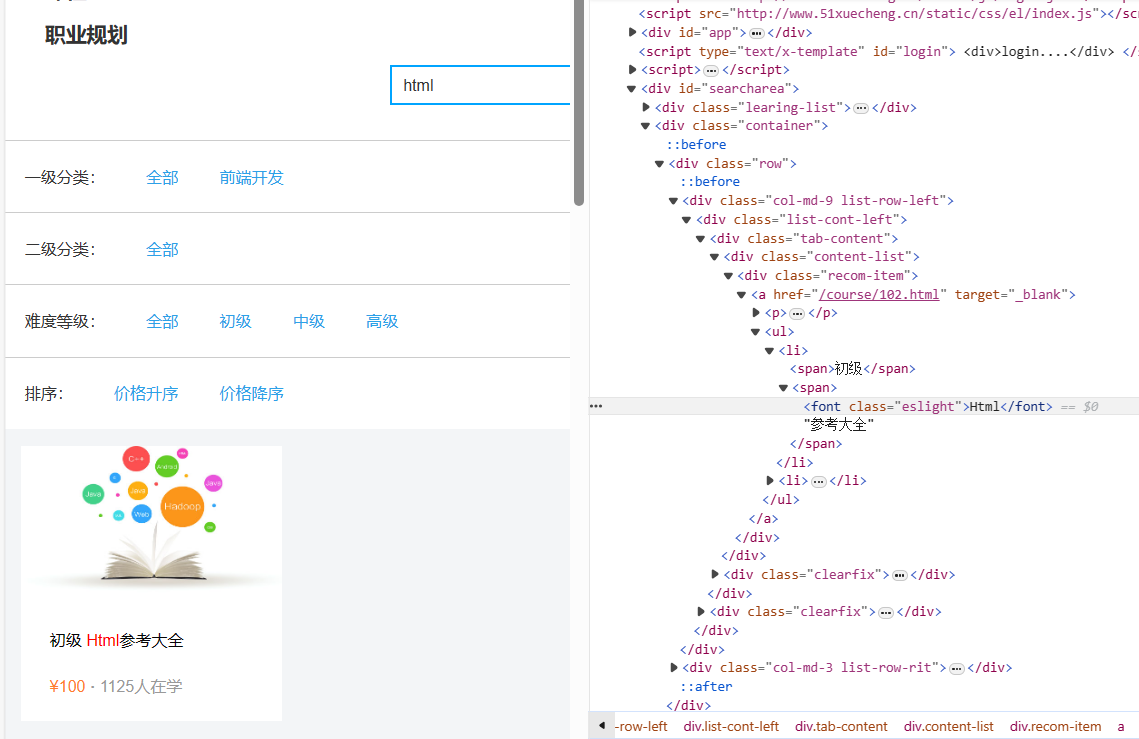 职业规划
html
一级分类： 全部 前端开发
二级分类： 全部
难度等级： 全部 初级 中级 高级
排序： 价格升序 价格降序
C++
Android
Java
Java
Java
Hadoop
Web
初级 Html参考大全
¥100 · 1125人在学
<script src="http://www.51xuecheng.cn/static/css/el/index.js"></scr
<div id="app"> ⋯ </div>
<script type="text/x-template" id="login"> <div>login....</div> </s
<script> ⋯ </script>
<div id="searcharea">
<div class="learing-list"> ⋯ </div>
<div class="container">
::before
<div class="row">
::before
<div class="col-md-9 list-row-left">
<div class="list-cont-left">
<div class="tab-content">
<div class="content-list">
<div class="recom-item">
<a href="/course/102.html" target="_blank">
<p> ⋯ </p>
<ul>
<li>
<span>初级</span>
<span>
<font class="eslight">Html</font> == $0
"参考大全"
</span>
</li>
<li> ⋯ </li>
</ul>
</a>
</div>
</div>
<div class="clearfix"> ⋯ </div>
</div>
<div class="clearfix"> ⋯ </div>
</div>
</div>
<div class="col-md-3 list-row-rit"> ⋯ </div>
::after
</div>
-row-left div.list-cont-left div.tab-content div.content-list div.recom-item a